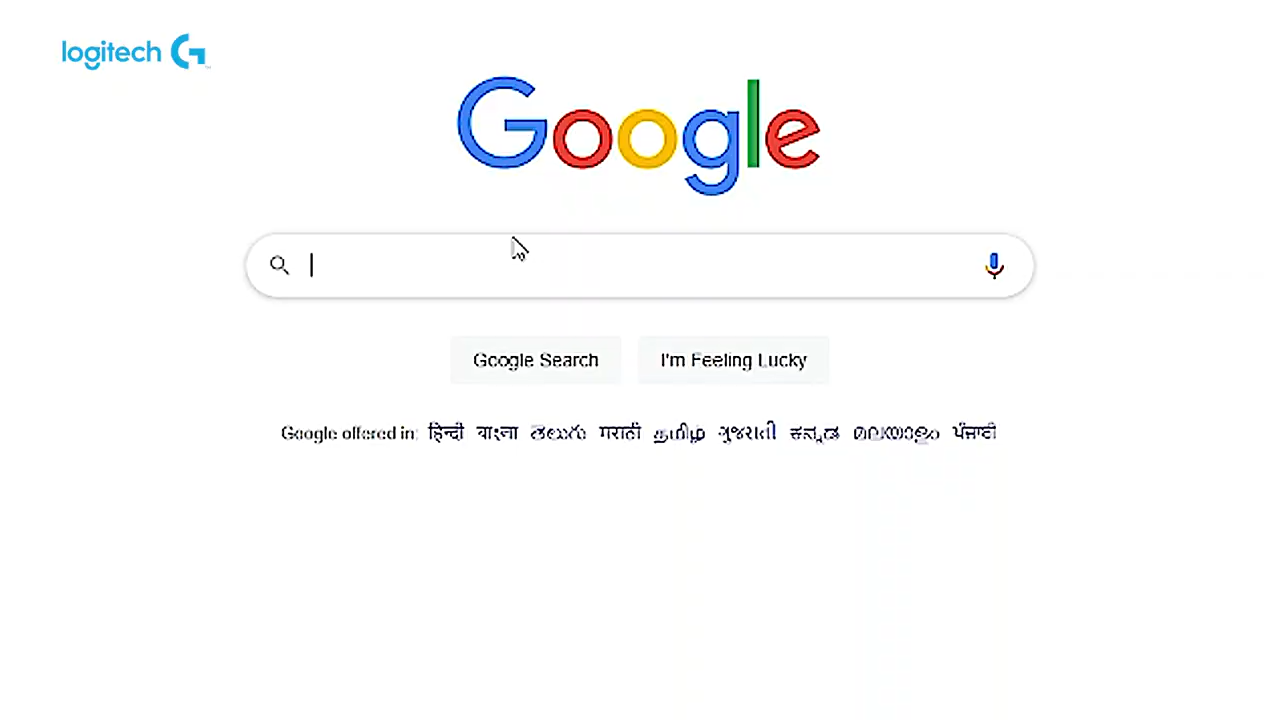 logitech G
Google
Google Search I'm Feeling Lucky
Google offered in: हिन्दी বাংলা తెలుగు मराठी தமிழ் ગુજરાતી ಕನ್ನಡ മലയാളം ਪੰਜਾਬੀ